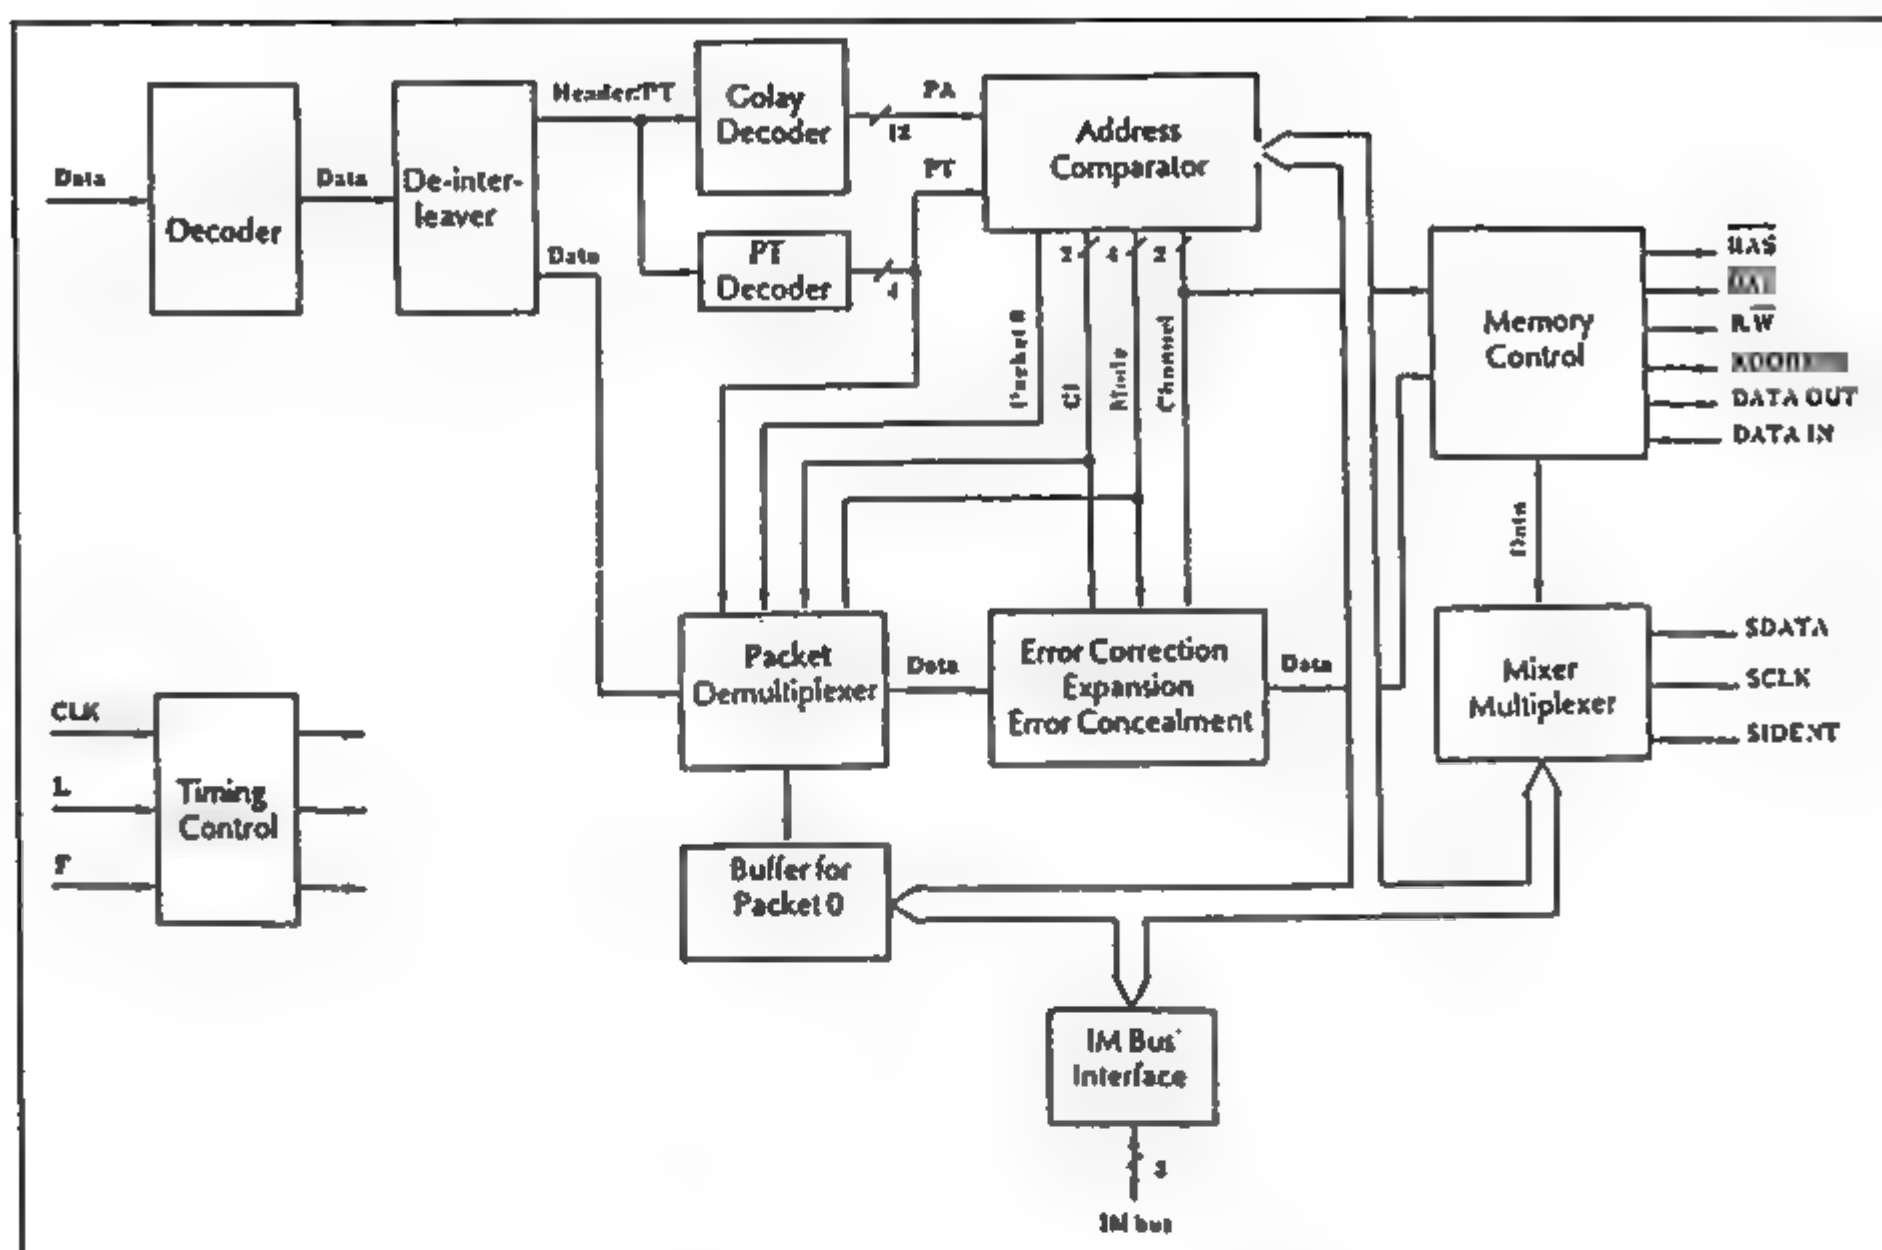 Data
Decoder
Data
De-inter-
leaver
Header/PT
Data
Golay
Decoder
PT
Decoder
PA
12
PT
4
Address
Comparator
2
4
2
Packet 0
CI
Mode
Channel
Memory
Control
RAS
R/W
DATA OUT
DATA IN
Data
Mixer
Multiplexer
SDATA
SCLK
SIDENT
Packet
Demultiplexer
Data
Error Correction
Expansion
Error Concealment
Data
CLK
L
F
Timing
Control
Buffer for
Packet 0
IM Bus
Interface
IM bus